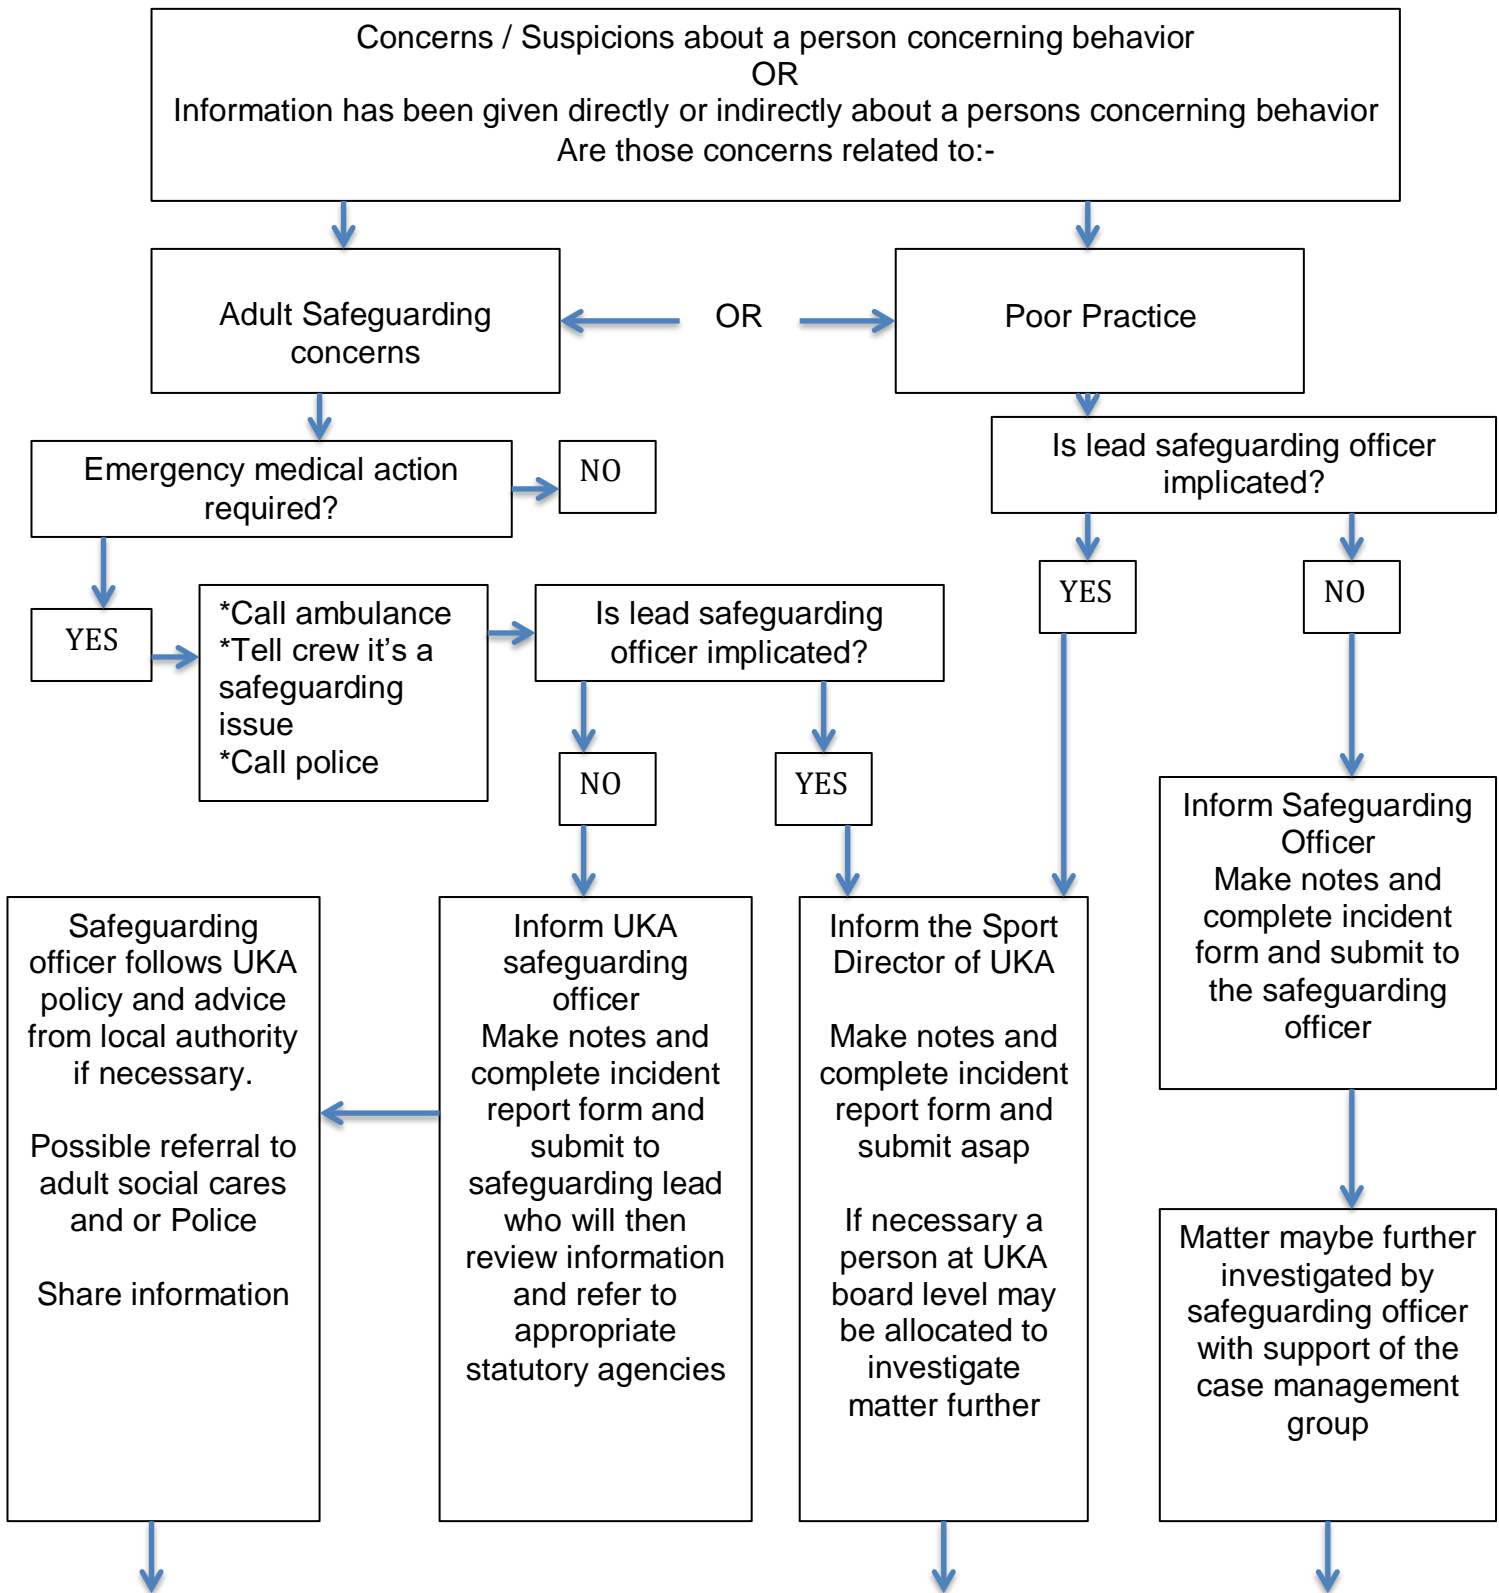 Concerns / Suspicions about a person concerning behavior
OR
Information has been given directly or indirectly about a persons concerning behavior
Are those concerns related to:-
Adult Safeguarding
concerns
OR
Poor Practice
Emergency medical action
required?
NO
Is lead safeguarding officer
implicated?
YES
*Call ambulance
*Tell crew it’s a
safeguarding
issue
*Call police
Is lead safeguarding
officer implicated?
YES
NO
NO
YES
Inform Safeguarding
Officer
Make notes and
complete incident
form and submit to
the safeguarding
officer
Safeguarding
officer follows UKA
policy and advice
from local authority
if necessary.
Possible referral to
adult social cares
and or Police
Share information
Inform UKA
safeguarding
officer
Make notes and
complete incident
report form and
submit to
safeguarding lead
who will then
review information
and refer to
appropriate
statutory agencies
Inform the Sport
Director of UKA
Make notes and
complete incident
report form and
submit asap
If necessary a
person at UKA
board level may
be allocated to
investigate
matter further
Matter maybe further
investigated by
safeguarding officer
with support of the
case management
group